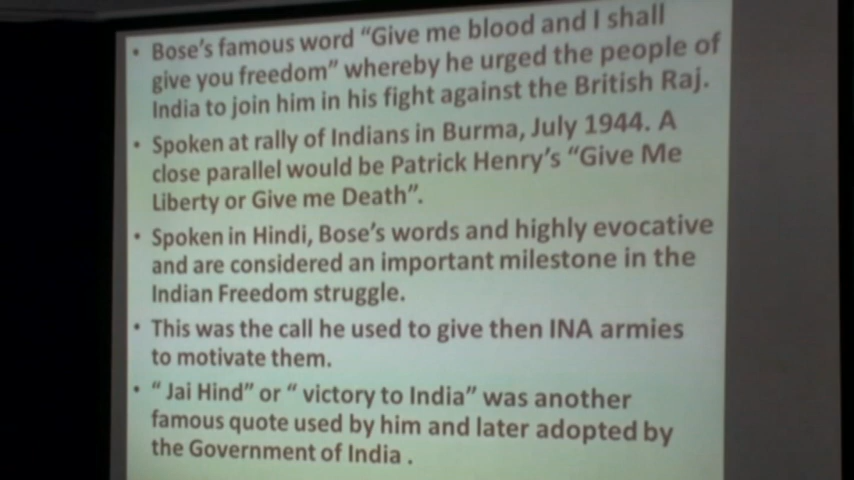 • Bose's famous word “Give me blood and I shall
give you freedom” whereby he urged the people of
India to join him in his fight against the British Raj.
• Spoken at rally of Indians in Burma, July 1944. A
close parallel would be Patrick Henry's “Give Me
Liberty or Give me Death”.
• Spoken in Hindi, Bose's words and highly evocative
and are considered an important milestone in the
Indian Freedom struggle.
• This was the call he used to give then INA armies
to motivate them.
• “ Jai Hind” or “ victory to India” was another
famous quote used by him and later adopted by
the Government of India .